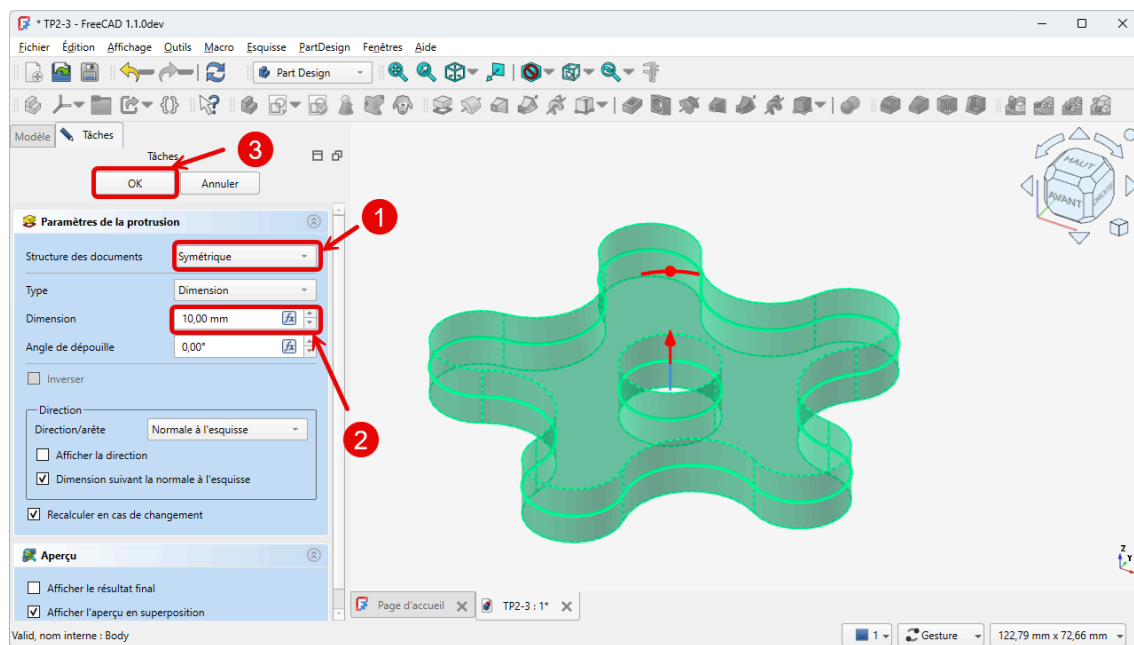 * TP2-3 - FreeCAD 1.1.0dev
Fichier Édition Affichage Outils Macro Esquisse PartDesign Fenêtres Aide
Part Design
Modèle Tâches
Tâches
3
OK Annuler
1
Paramètres de la protrusion
Structure des documents Symétrique
Type Dimension
Dimension 10,00 mm
Angle de dépouille 0,00°
Inverser
Direction
Direction/arête Normale à l'esquisse
2
Afficher la direction
Dimension suivant la normale à l'esquisse
Recalculer en cas de changement
Aperçu
Afficher le résultat final
Afficher l'aperçu en superposition
HAUT
AVANT
DROITE
Z
Y
Page d'accueil TP2-3 : 1*
Valid, nom interne : Body
1 Gesture 122,79 mm x 72,66 mm